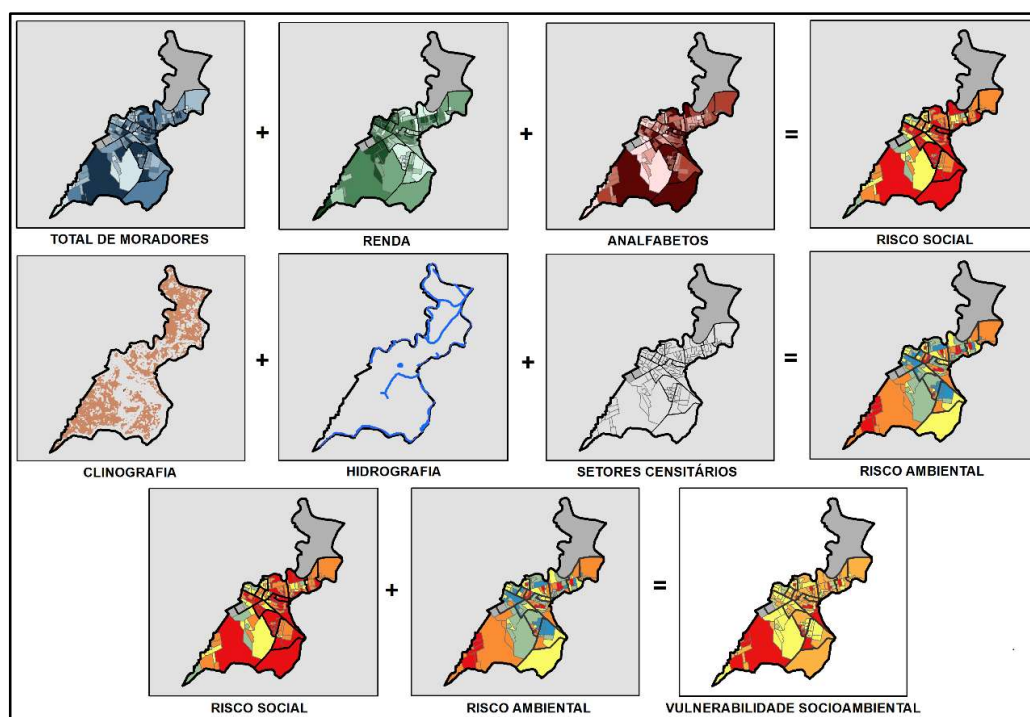 + + =
TOTAL DE MORADORES RENDA ANALFABETOS RISCO SOCIAL
+ + =
CLINOGRAFIA HIDROGRAFIA SETORES CENSITÁRIOS RISCO AMBIENTAL
+ =
RISCO SOCIAL RISCO AMBIENTAL VULNERABILIDADE SOCIOAMBIENTAL